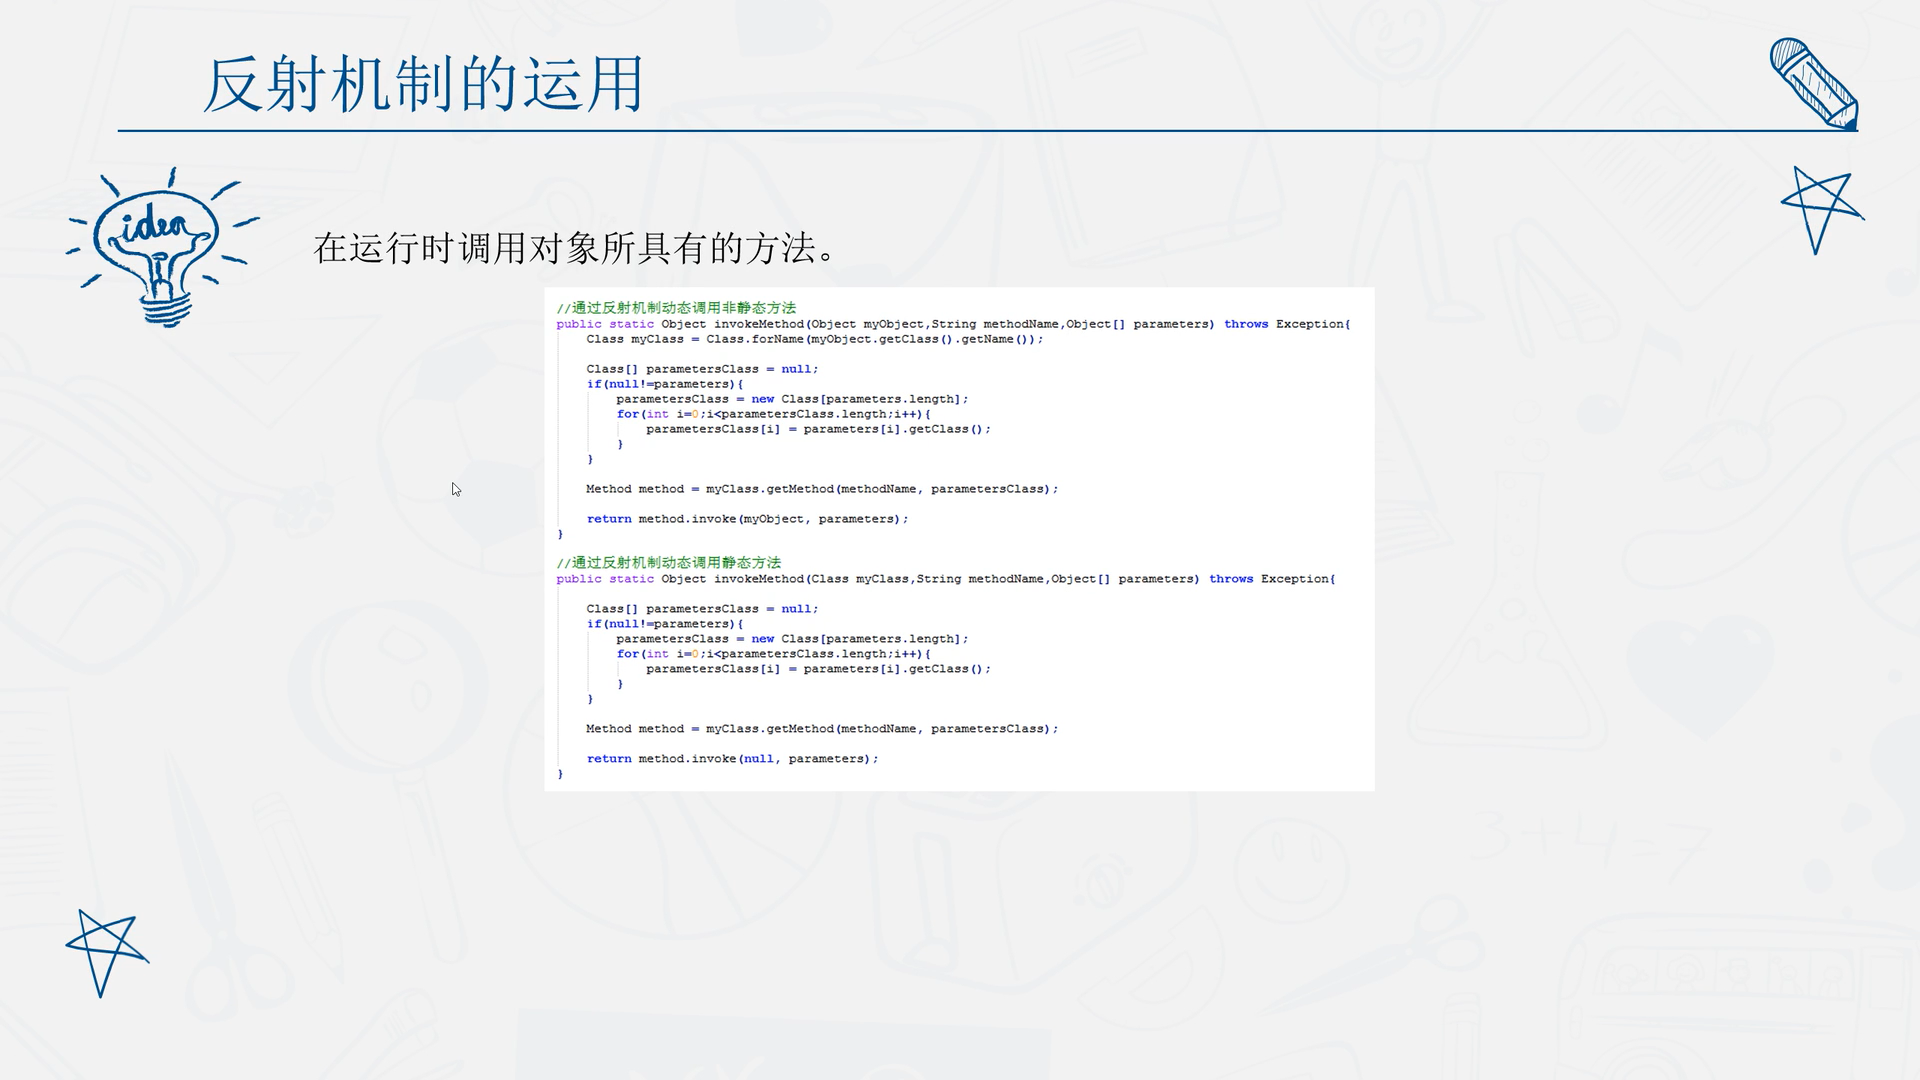 反射机制的运用
idea
在运行时调用对象所具有的方法。
//通过反射机制动态调用非静态方法
public static Object invokeMethod(Object myObject,String methodName,Object[] parameters) throws Exception{
    Class myClass = Class.forName(myObject.getClass().getName());
    Class[] parametersClass = null;
    if(null!=parameters){
        parametersClass = new Class[parameters.length];
        for(int i=0;i<parametersClass.length;i++){
            parametersClass[i] = parameters[i].getClass();
        }
    }
    Method method = myClass.getMethod(methodName, parametersClass);
    return method.invoke(myObject, parameters);
}
//通过反射机制动态调用静态方法
public static Object invokeMethod(Class myClass,String methodName,Object[] parameters) throws Exception{
    Class[] parametersClass = null;
    if(null!=parameters){
        parametersClass = new Class[parameters.length];
        for(int i=0;i<parametersClass.length;i++){
            parametersClass[i] = parameters[i].getClass();
        }
    }
    Method method = myClass.getMethod(methodName, parametersClass);
    return method.invoke(null, parameters);
}
3+4=7